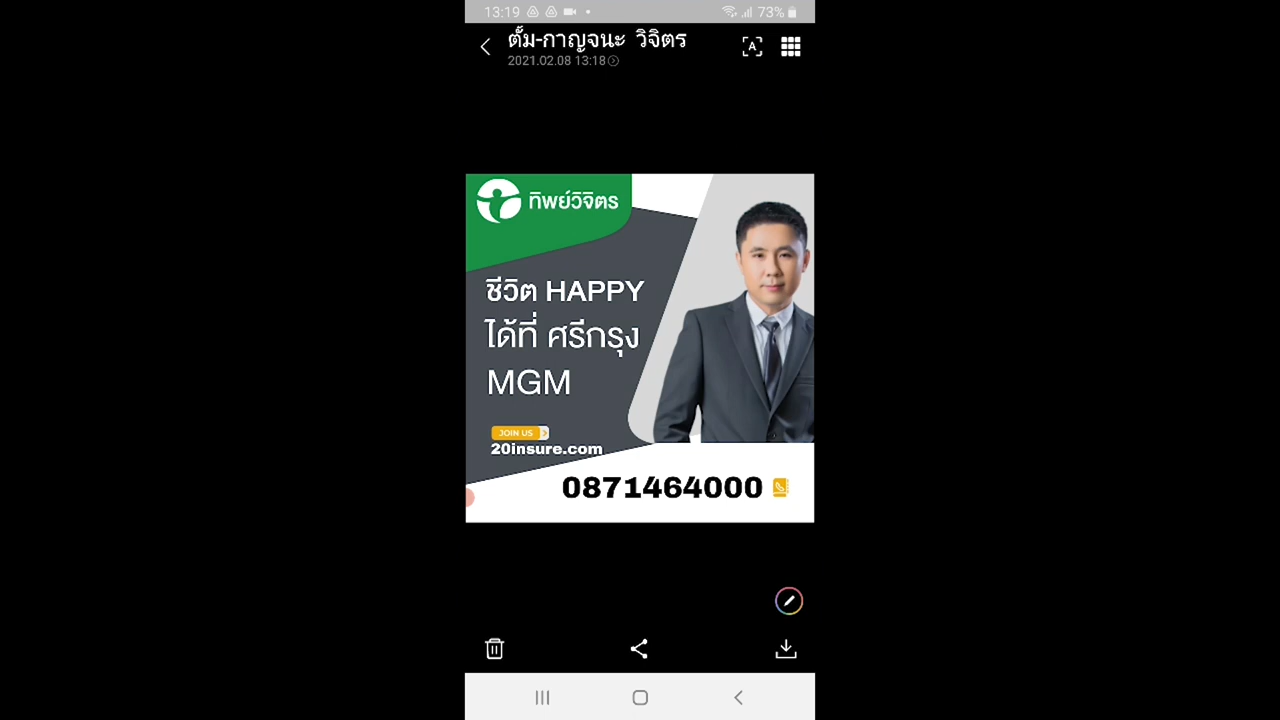 13:19
73%
ตั้ม-กาญจนะ วิจิตร
2021.02.08 13:18
A
ทิพย์วิจิตร
ชีวิต HAPPY
ได้ที่ ศรีกรุง
MGM
JOIN US
20insure.com
0871464000